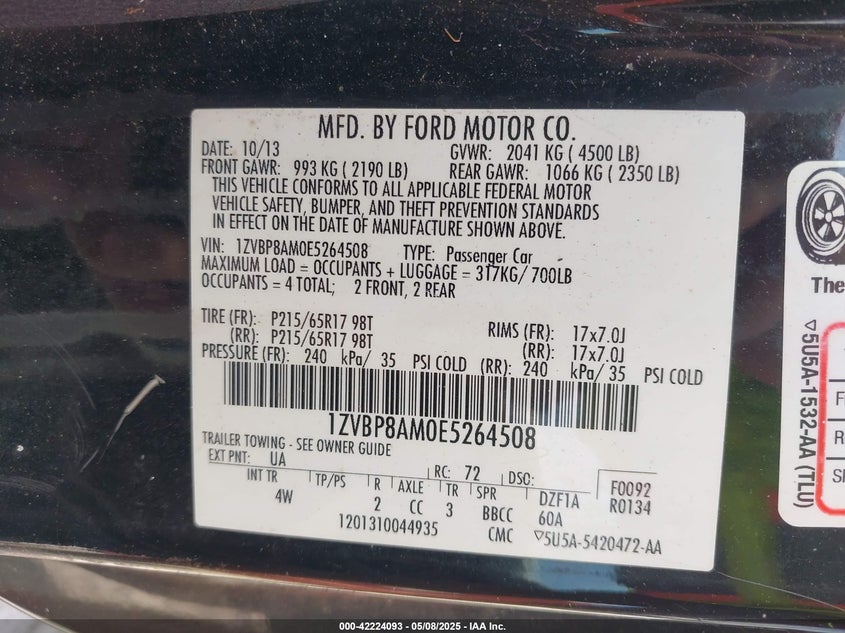 MFD. BY FORD MOTOR CO.
DATE: 10/13 GVWR: 2041 KG ( 4500 LB)
FRONT GAWR: 993 KG ( 2190 LB) REAR GAWR: 1066 KG ( 2350 LB)
THIS VEHICLE CONFORMS TO ALL APPLICABLE FEDERAL MOTOR
VEHICLE SAFETY, BUMPER, AND THEFT PREVENTION STANDARDS
IN EFFECT ON THE DATE OF MANUFACTURE SHOWN ABOVE.
VIN: 1ZVBP8AM0E5264508 TYPE: Passenger Car
MAXIMUM LOAD = OCCUPANTS + LUGGAGE = 317KG/ 700LB
OCCUPANTS = 4 TOTAL; 2 FRONT, 2 REAR
TIRE (FR): P215/65R17 98T RIMS (FR): 17x7.0J
(RR): P215/65R17 98T (RR): 17x7.0J
PRESSURE (FR): 240 kPa/ 35 PSI COLD (RR): 240 kPa/ 35 PSI COLD
1ZVBP8AM0E5264508
TRAILER TOWING - SEE OWNER GUIDE
EXT PNT: UA RC: 72 DSO:
INT TR TP/PS R AXLE TR SPR DZF1A F0092
4W 2 CC 3 BBCC 60A R0134
1201310044935 CMC ▽5U5A-5420472-AA
The
▽5U5A-1532-AA (TLU)
F
R
SI
000-42224093 - 05/08/2025 - IAA Inc.